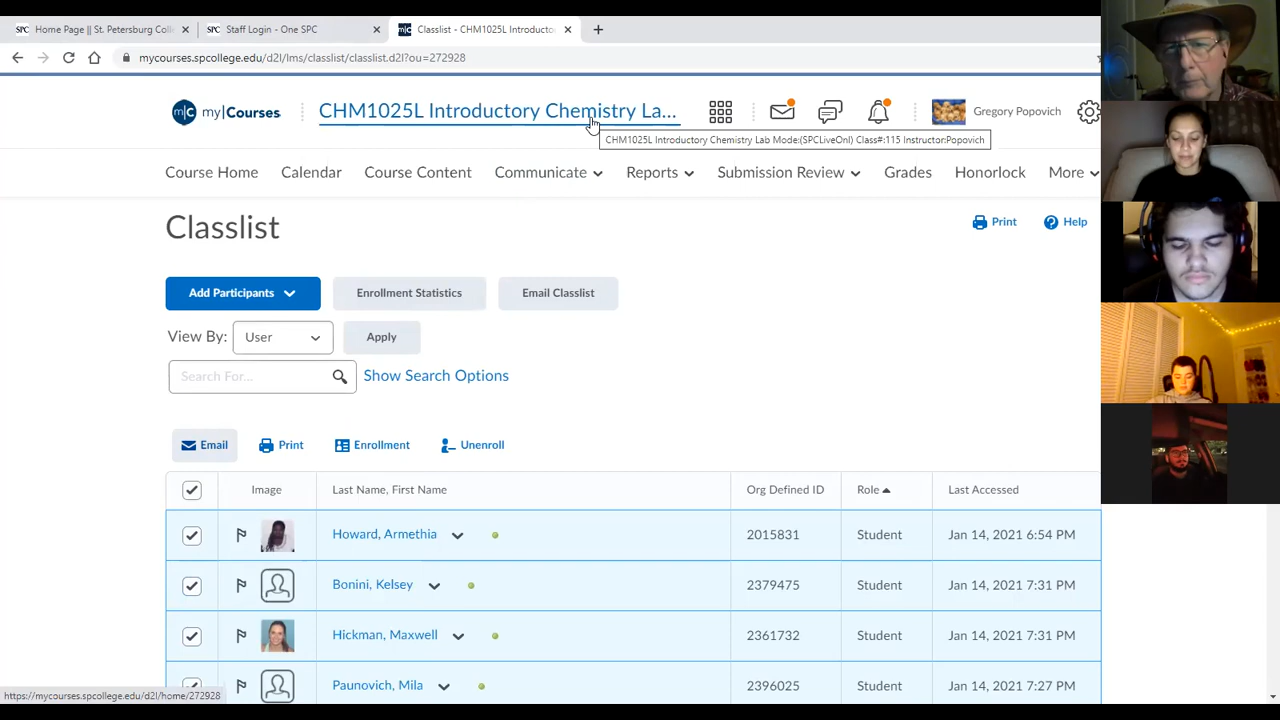 SPC Home Page || St. Petersburg Coll
SPC Staff Login - One SPC
m|c Classlist - CHM1025L Introducto
mycourses.spcollege.edu/d2l/lms/classlist/classlist.d2l?ou=272928
m|c my|Courses
CHM1025L Introductory Chemistry La...
Gregory Popovich
CHM1025L Introductory Chemistry Lab Mode:(SPCLiveOnl) Class#:115 Instructor:Popovich
Course Home Calendar Course Content Communicate Reports Submission Review Grades Honorlock More
Classlist
Print Help
Add Participants Enrollment Statistics Email Classlist
View By: User Apply
Search For... Show Search Options
Email Print Enrollment Unenroll
Image Last Name, First Name Org Defined ID Role Last Accessed
Howard, Armethia 2015831 Student Jan 14, 2021 6:54 PM
Bonini, Kelsey 2379475 Student Jan 14, 2021 7:31 PM
Hickman, Maxwell 2361732 Student Jan 14, 2021 7:31 PM
Paunovich, Mila 2396025 Student Jan 14, 2021 7:27 PM
https://mycourses.spcollege.edu/d2l/home/272928